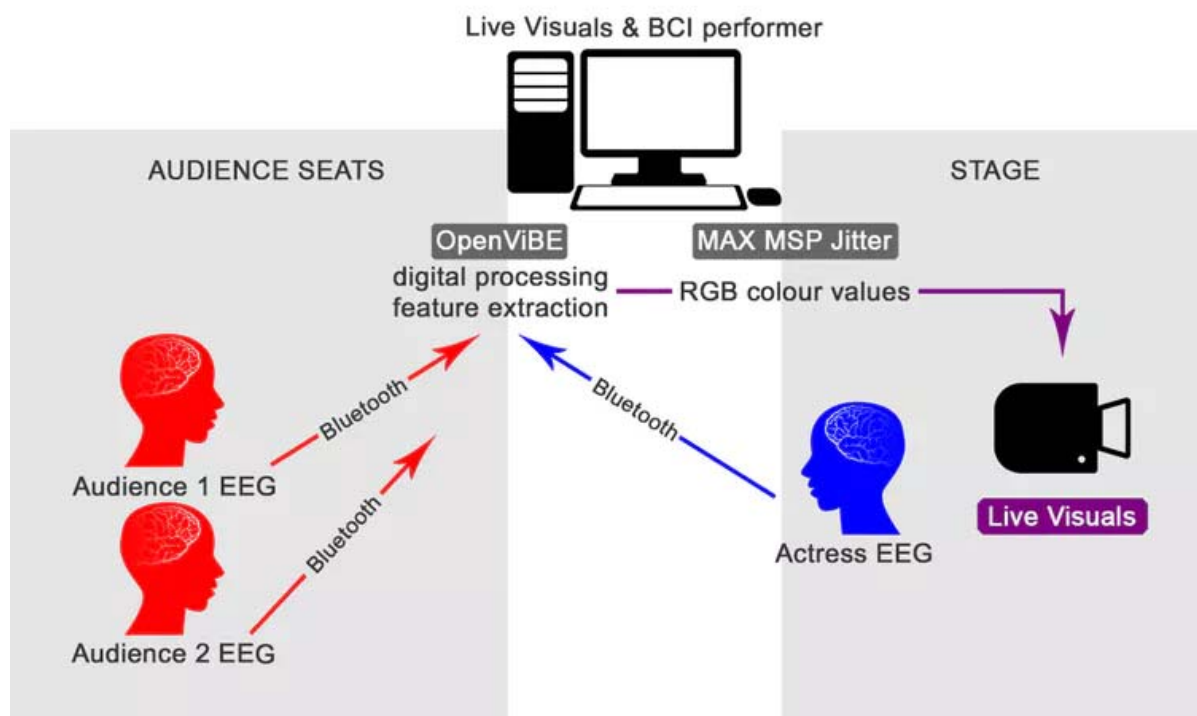 Live Visuals & BCI performer
AUDIENCE SEATS
STAGE
OpenViBE
MAX MSP Jitter
digital processing
feature extraction
RGB colour values
Bluetooth
Bluetooth
Bluetooth
Audience 1 EEG
Live Visuals
Actress EEG
Audience 2 EEG